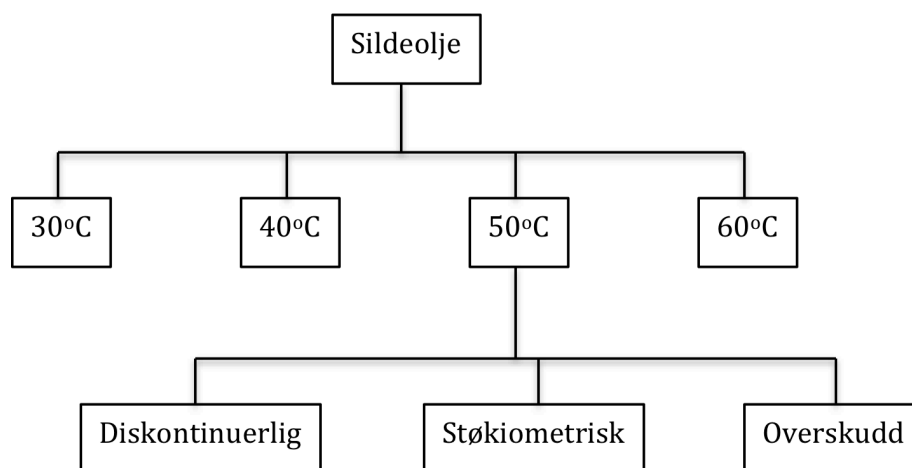 Sildeolje
30ºC
40ºC
50ºC
60ºC
Diskontinuerlig
Støkiometrisk
Overskudd